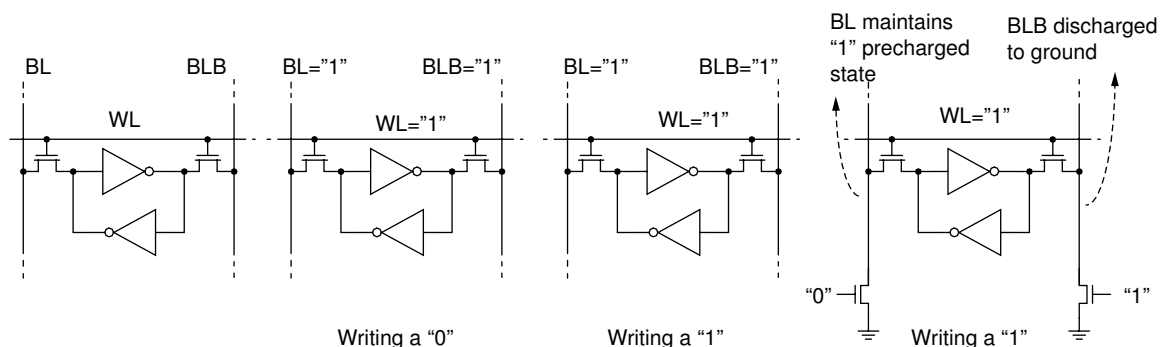 BL
BLB
WL
BL=”1”
BLB=”1”
WL=”1”
Writing a “0”
BL=”1”
BLB=”1”
WL=”1”
Writing a “1”
BL maintains
“1” precharged
state
BLB discharged
to ground
WL=”1”
“0”
“1”
Writing a “1”